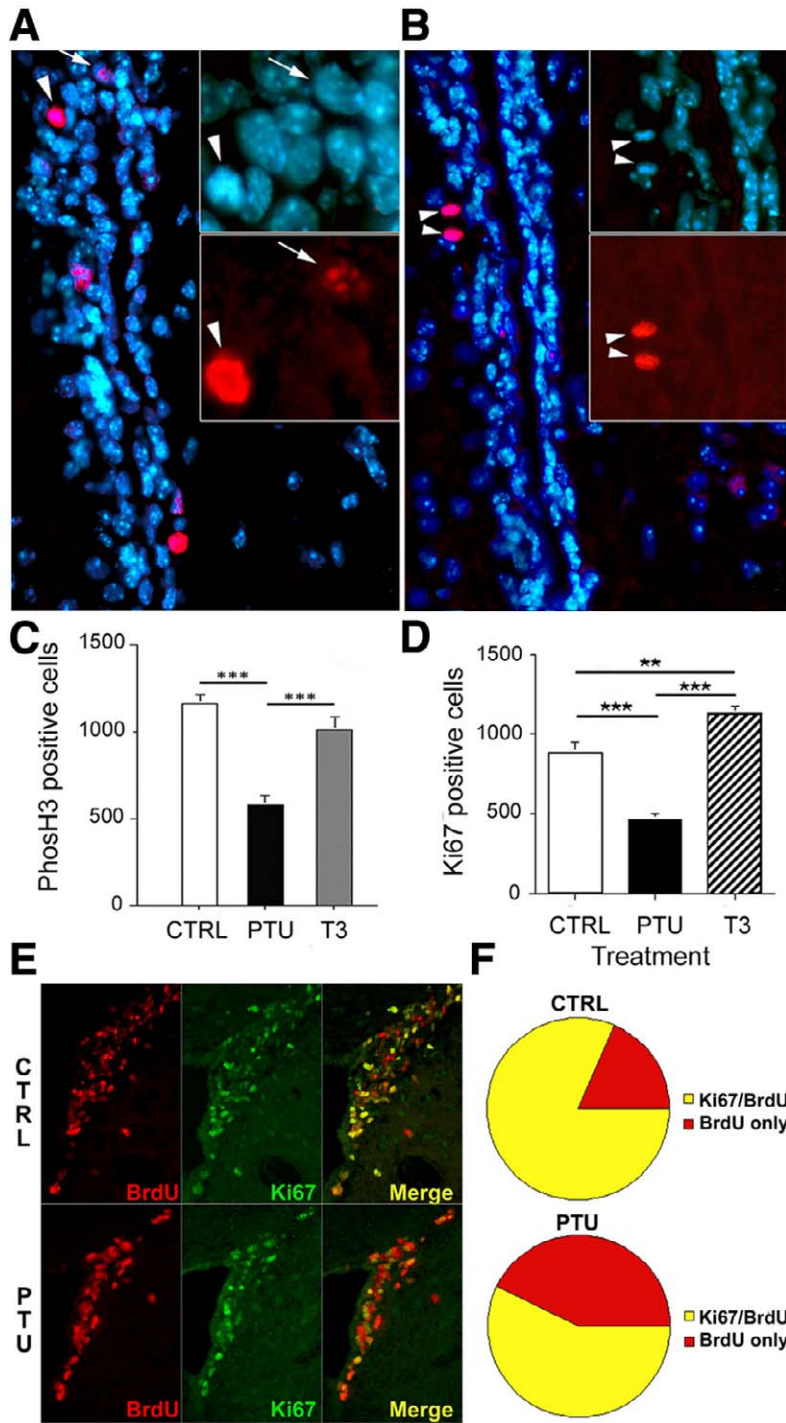 A
B
C
1500
1000
500
0
PhosH3 positive cells
***
***
CTRL
PTU
T3
D
1500
1000
500
0
Ki67 positive cells
**
***
***
CTRL
PTU
T3
Treatment
E
CTRL
BrdU
Ki67
Merge
PTU
BrdU
Ki67
Merge
F
CTRL
Ki67/BrdU
BrdU only
PTU
Ki67/BrdU
BrdU only